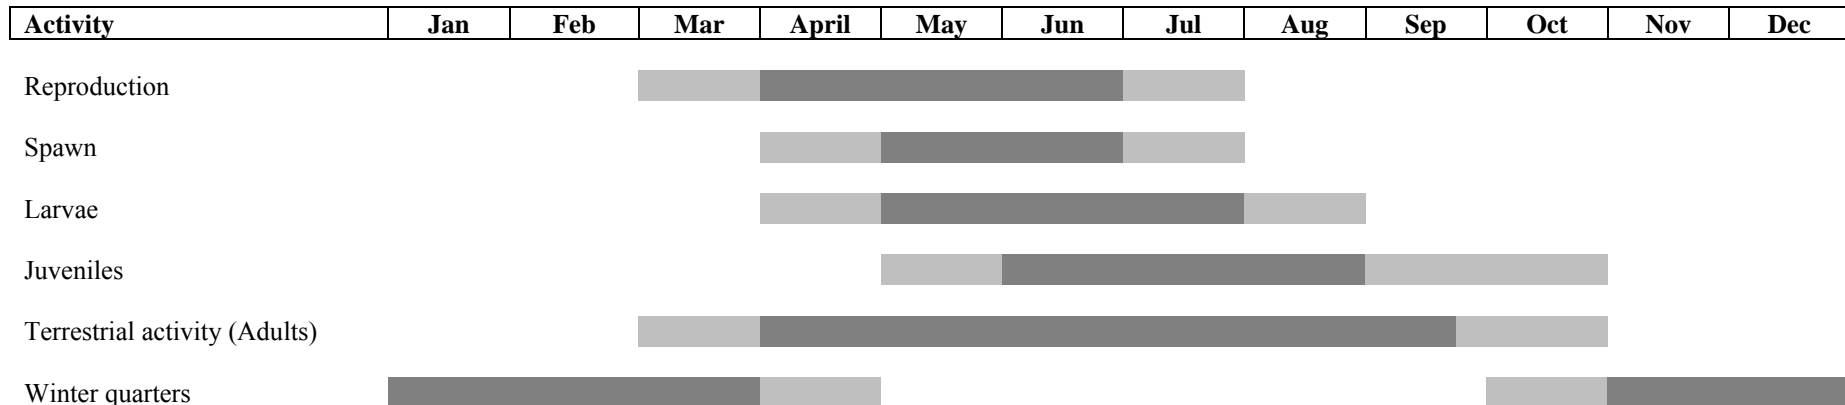 Activity Jan Feb Mar April May Jun Jul Aug Sep Oct Nov Dec
Reproduction
Spawn
Larvae
Juveniles
Terrestrial activity (Adults)
Winter quarters